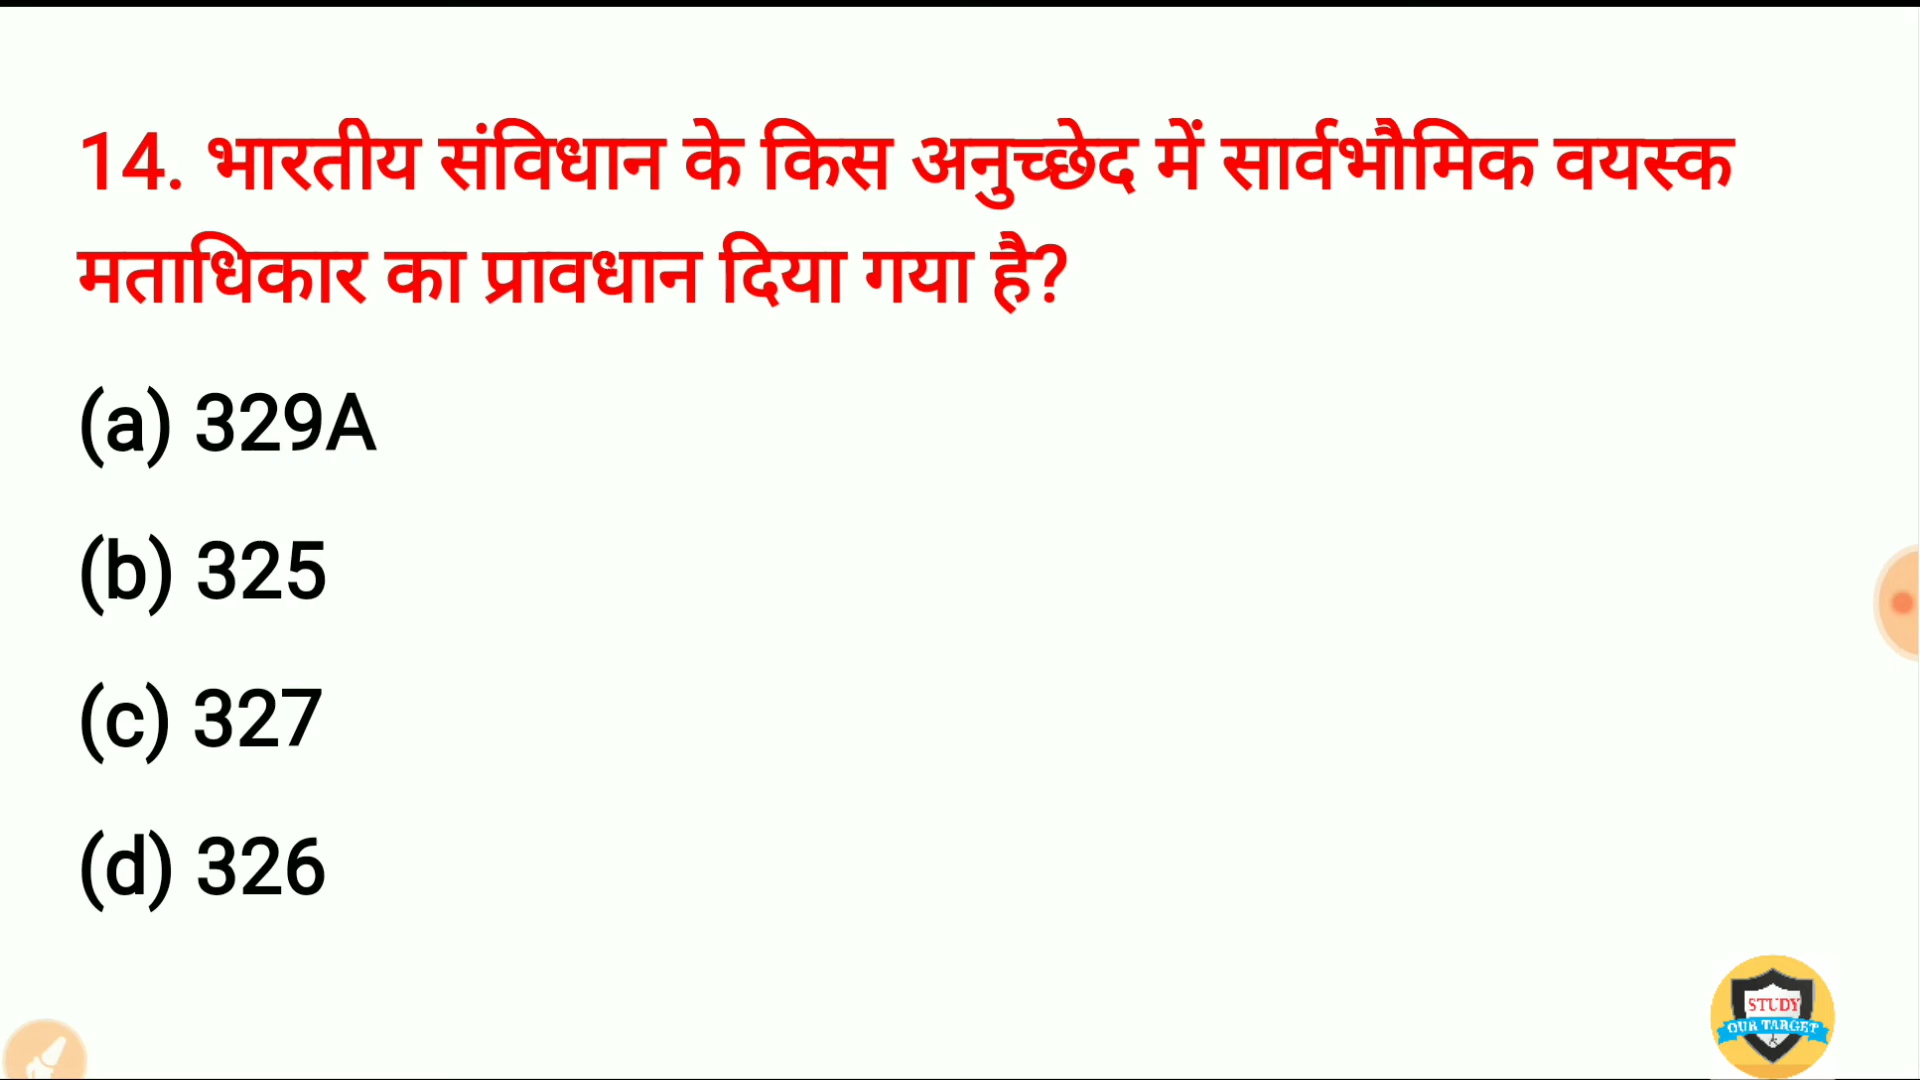 14. भारतीय संविधान के किस अनुच्छेद में सार्वभौमिक वयस्क
मताधिकार का प्रावधान दिया गया है?
(a) 329A
(b) 325
(c) 327
(d) 326
STUDY
OUR TARGET